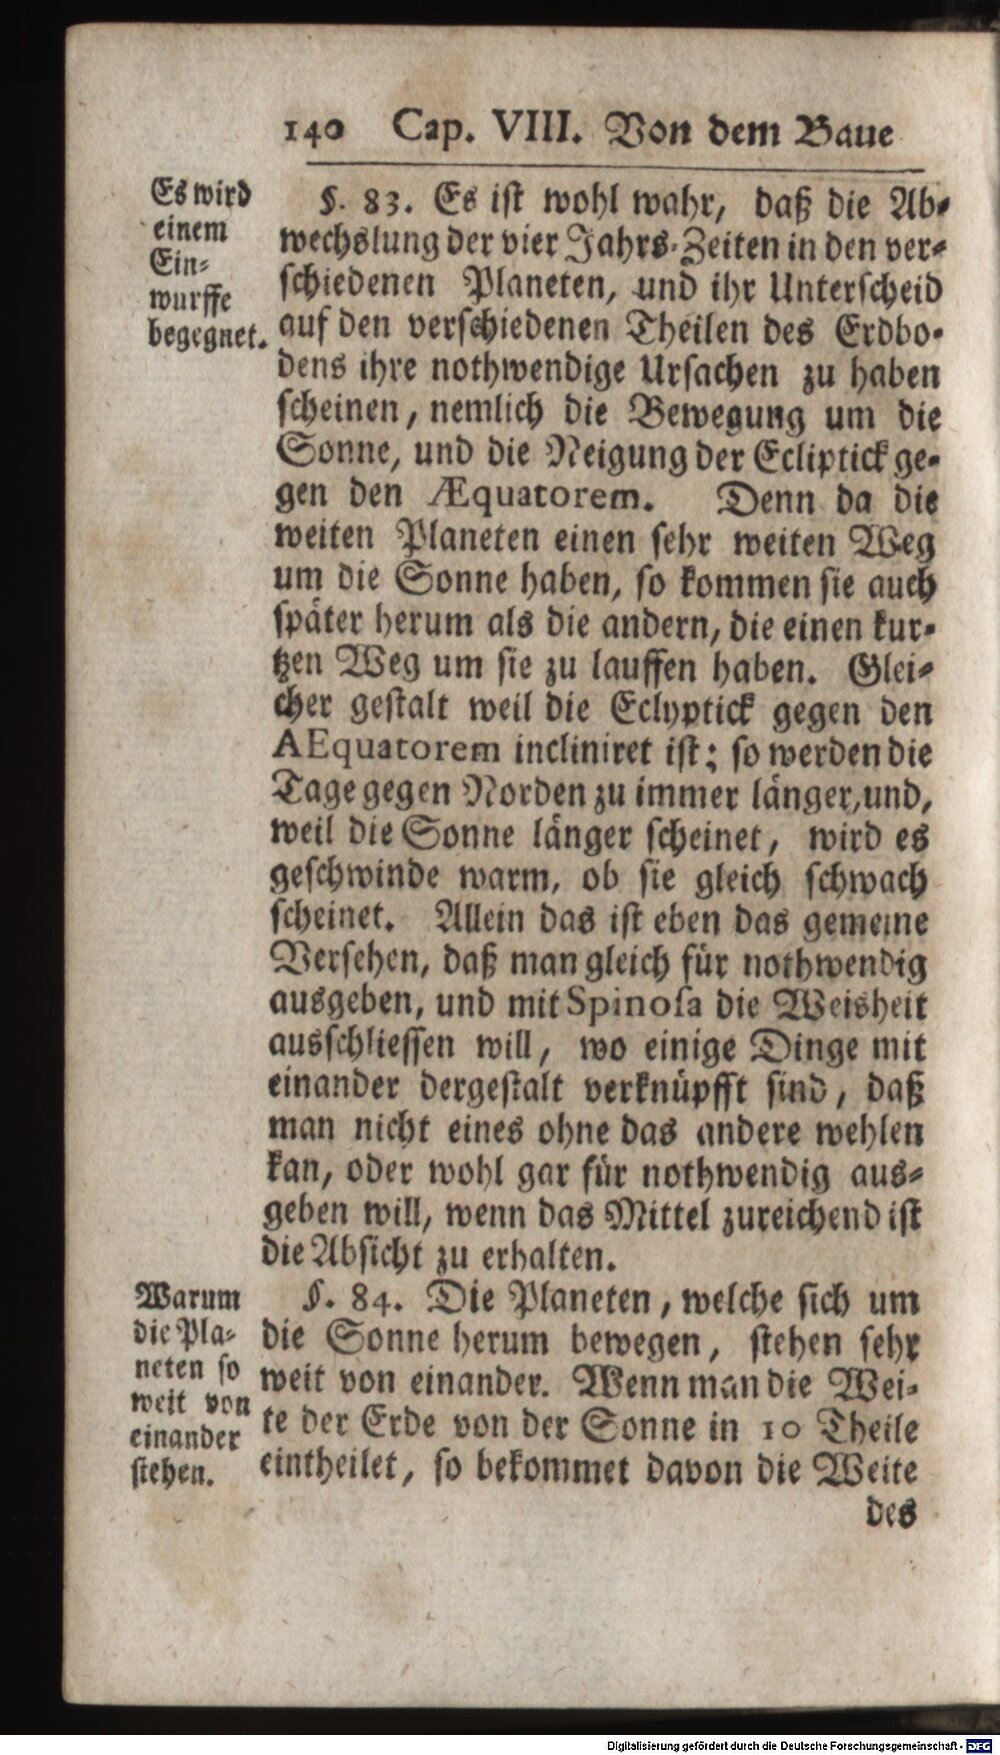 140 Cap. VIII. Von dem Baue
Es wird
einem
Ein-
wurffe
begegnet.
§. 83. Es ist wohl wahr, daß die Ab-
wechslung der vier Jahrs-Zeiten in den ver-
schiedenen Planeten, und ihr Unterscheid
auf den verschiedenen Theilen des Erdbo-
dens ihre nothwendige Ursachen zu haben
scheinen, nemlich die Bewegung um die
Sonne, und die Neigung der Ecliptick ge-
gen den Æquatorem. Denn da die
weiten Planeten einen sehr weiten Weg
um die Sonne haben, so kommen sie auch
später herum als die andern, die einen kur-
tzen Weg um sie zu lauffen haben. Glei-
cher gestalt weil die Eclyptick gegen den
AEquatorem incliniret ist; so werden die
Tage gegen Norden zu immer länger, und,
weil die Sonne länger scheinet, wird es
geschwinde warm, ob sie gleich schwach
scheinet. Allein das ist eben das gemeine
Versehen, daß man gleich für nothwendig
ausgeben, und mit Spinosa die Weisheit
ausschliessen will, wo einige Dinge mit
einander dergestalt verknüpfft sind, daß
man nicht eines ohne das andere wehlen
kan, oder wohl gar für nothwendig aus-
geben will, wenn das Mittel zureichend ist
die Absicht zu erhalten.
Warum
die Pla-
neten so
weit von
einander
stehen.
§. 84. Die Planeten, welche sich um
die Sonne herum bewegen, stehen sehr
weit von einander. Wenn man die Wei-
te der Erde von der Sonne in 10 Theile
eintheilet, so bekommet davon die Weite
des
Digitalisierung gefördert durch die Deutsche Forschungsgemeinschaft - DFG